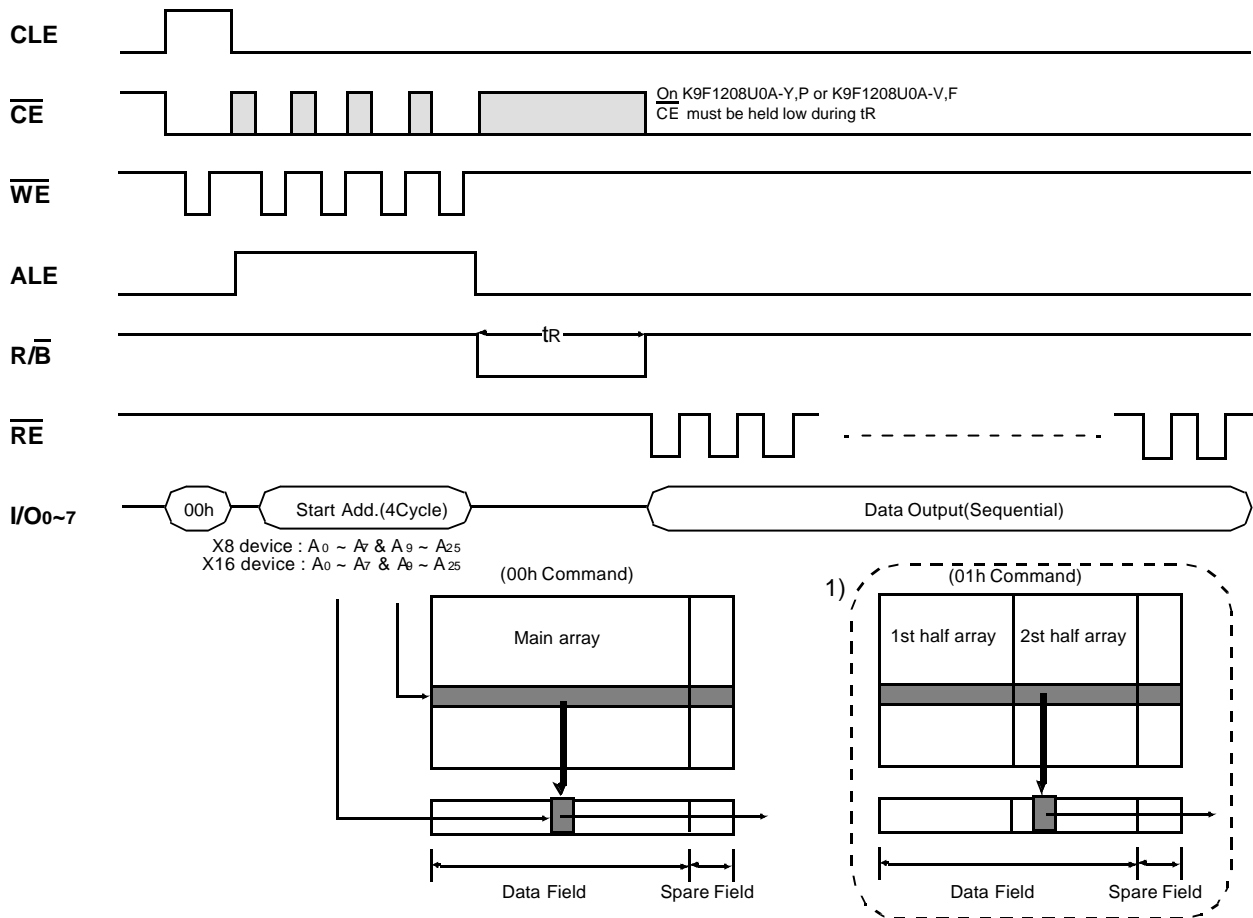 CLE
CE
On K9F1208U0A-Y,P or K9F1208U0A-V,F
CE must be held low during tR
WE
ALE
R/B
tR
RE
I/O0~7
00h
Start Add.(4Cycle)
Data Output(Sequential)
X8 device : A0 ~ A7 & A9 ~ A25
X16 device : A0 ~ A7 & A9 ~ A25
(00h Command)
Main array
Data Field
Spare Field
1)
(01h Command)
1st half array
2st half array
Data Field
Spare Field